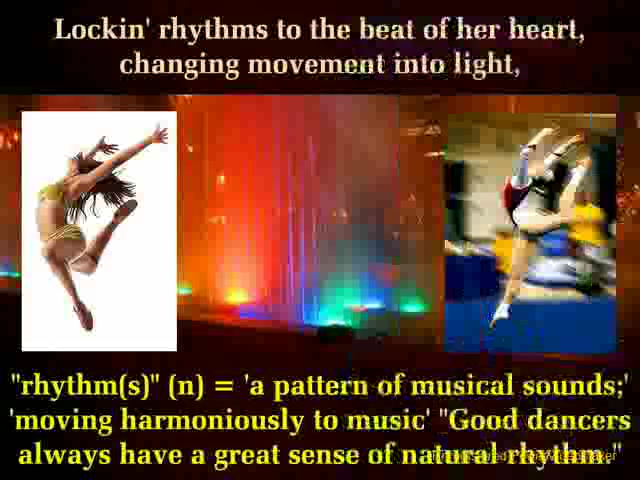 Lockin' rhythms to the beat of her heart,
changing movement into light,
"rhythm(s)" (n) = 'a pattern of musical sounds;'
'moving harmoniously to music' "Good dancers
always have a great sense of natural rhythm."